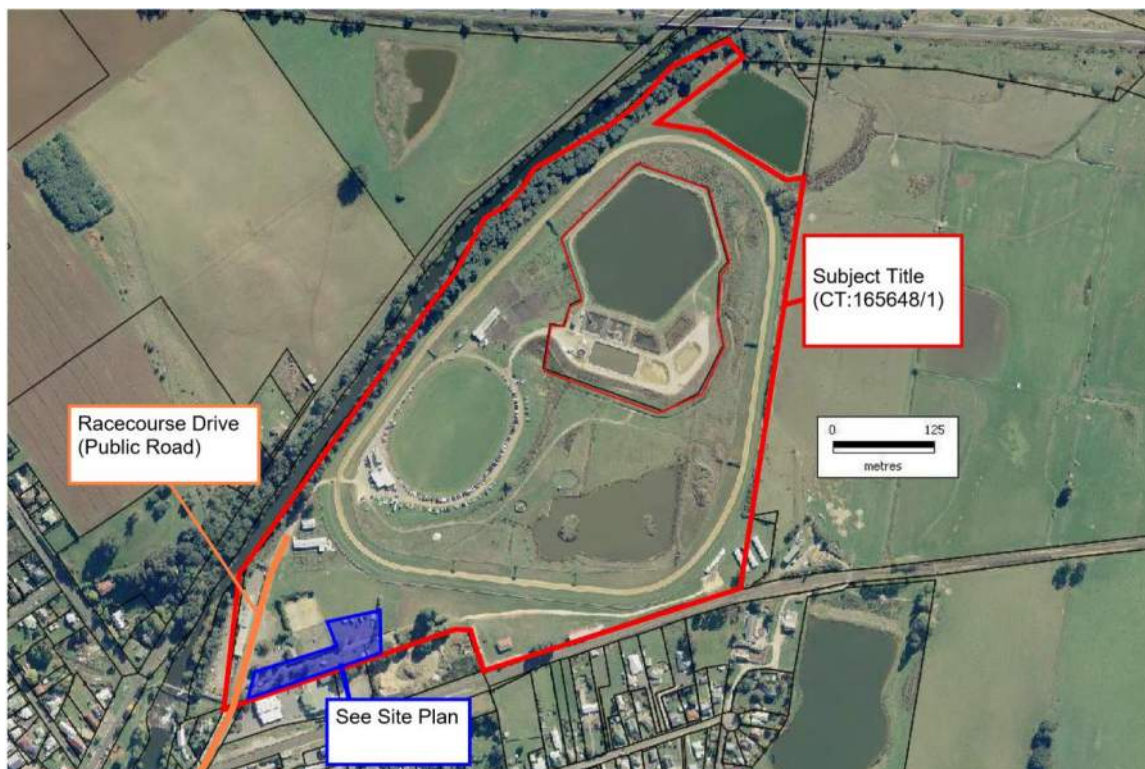 Subject Title
(CT:165648/1)
Racecourse Drive
(Public Road)
0 125
metres
See Site Plan